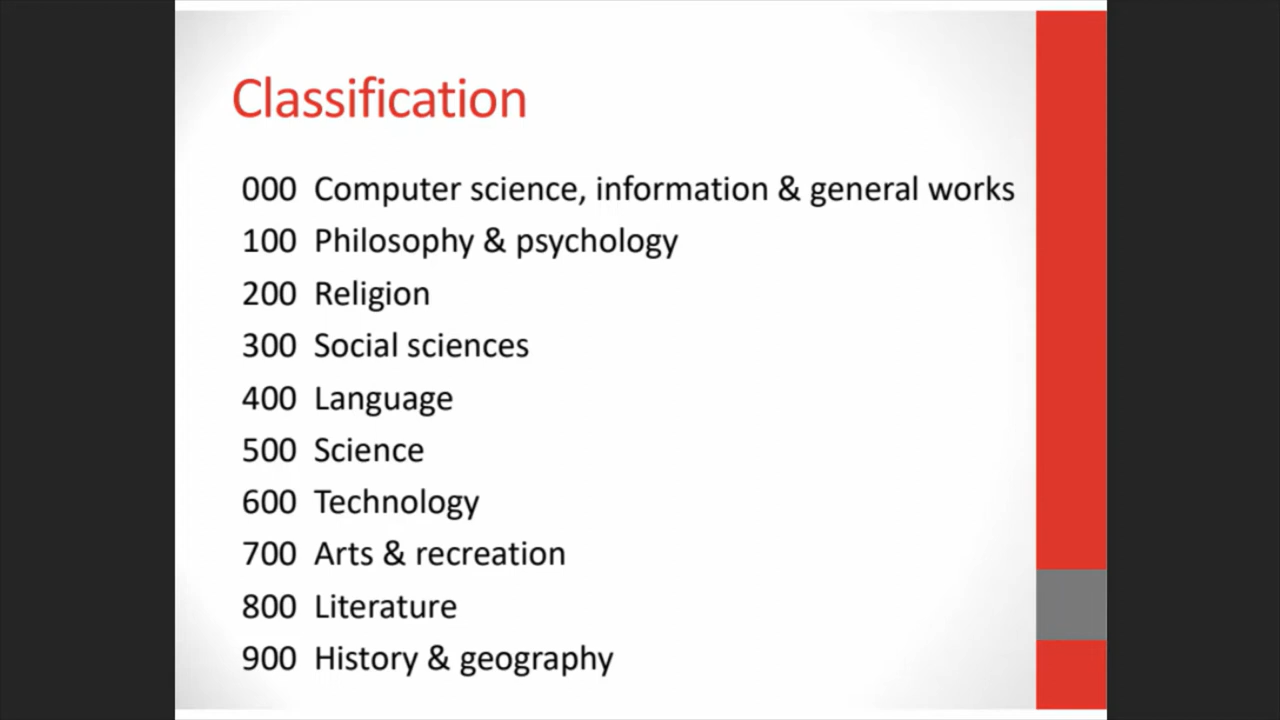 Classification
000 Computer science, information & general works
100 Philosophy & psychology
200 Religion
300 Social sciences
400 Language
500 Science
600 Technology
700 Arts & recreation
800 Literature
900 History & geography